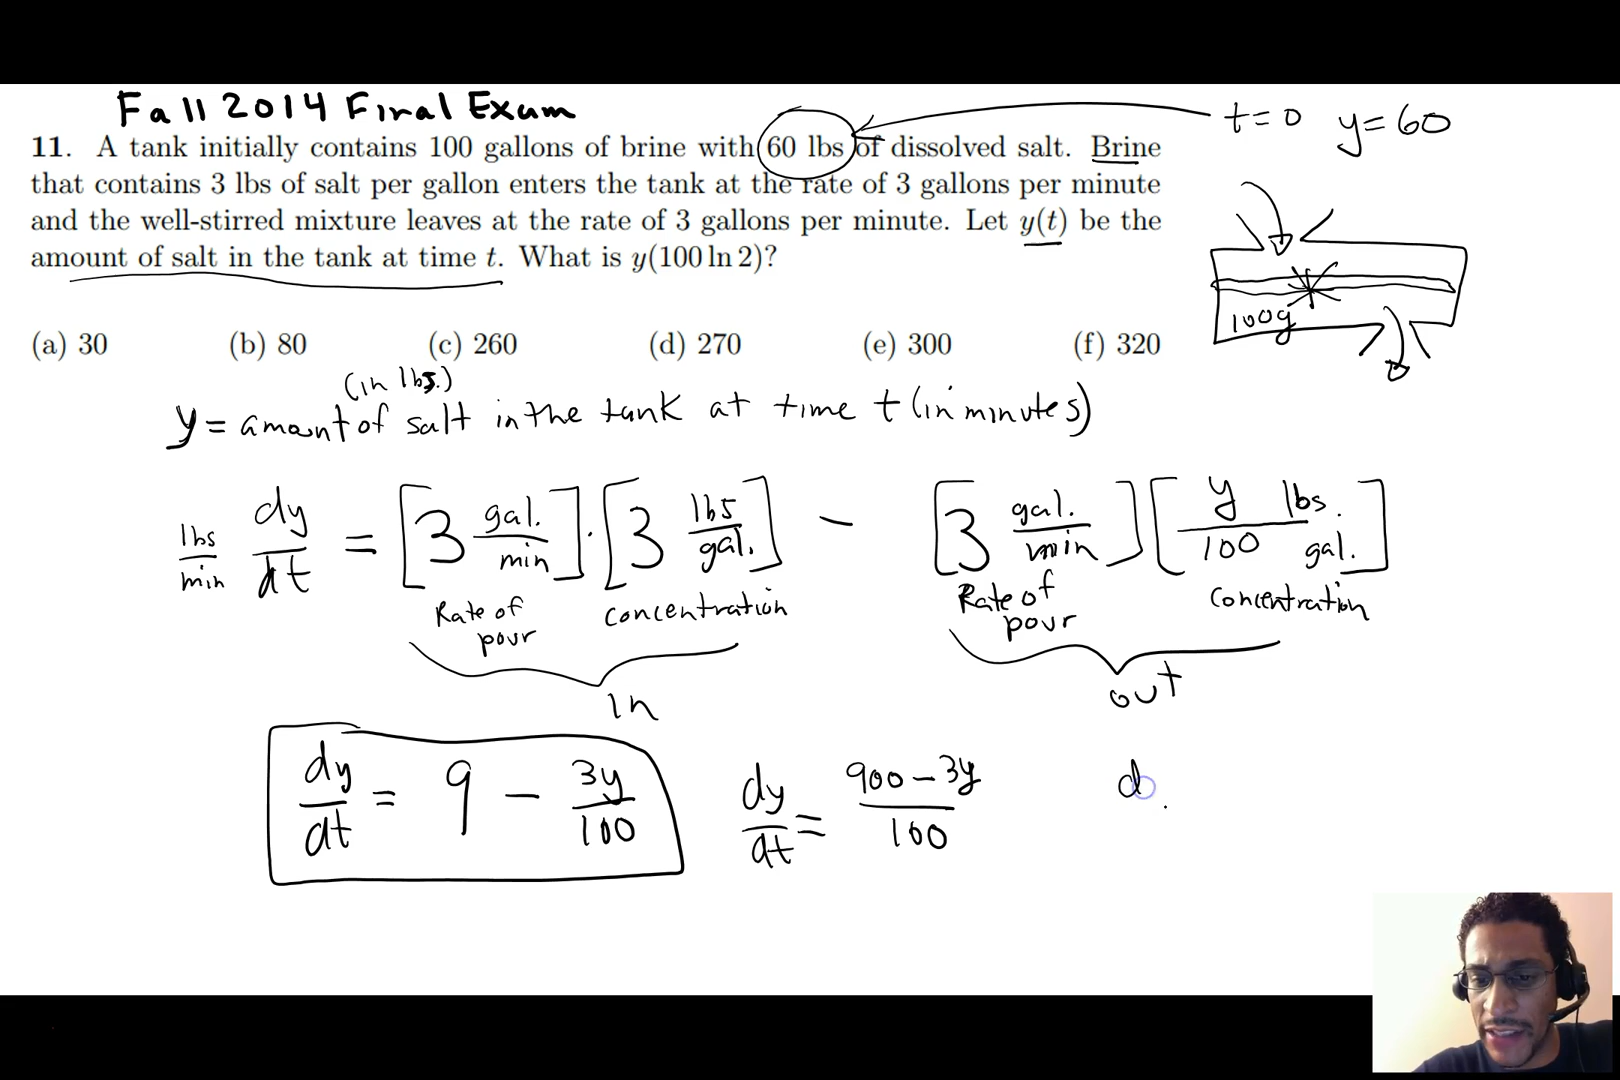 Fall 2014 Final Exam
t=0 y=60
11. A tank initially contains 100 gallons of brine with 60 lbs of dissolved salt. Brine
that contains 3 lbs of salt per gallon enters the tank at the rate of 3 gallons per minute
and the well-stirred mixture leaves at the rate of 3 gallons per minute. Let y(t) be the
amount of salt in the tank at time t. What is y(100 ln 2)?
100g
(a) 30 (b) 80 (c) 260 (d) 270 (e) 300 (f) 320
(in lbs.)
y = amount of salt in the tank at time t (in minutes)
lbs/min dy/dt = [3 gal./min]·[3 lbs/gal.] − [3 gal./min][y/100 lbs./gal.]
Rate of pour Concentration Rate of pour Concentration
in out
dy/dt = 9 − 3y/100 dy/dt = 900−3y/100 d